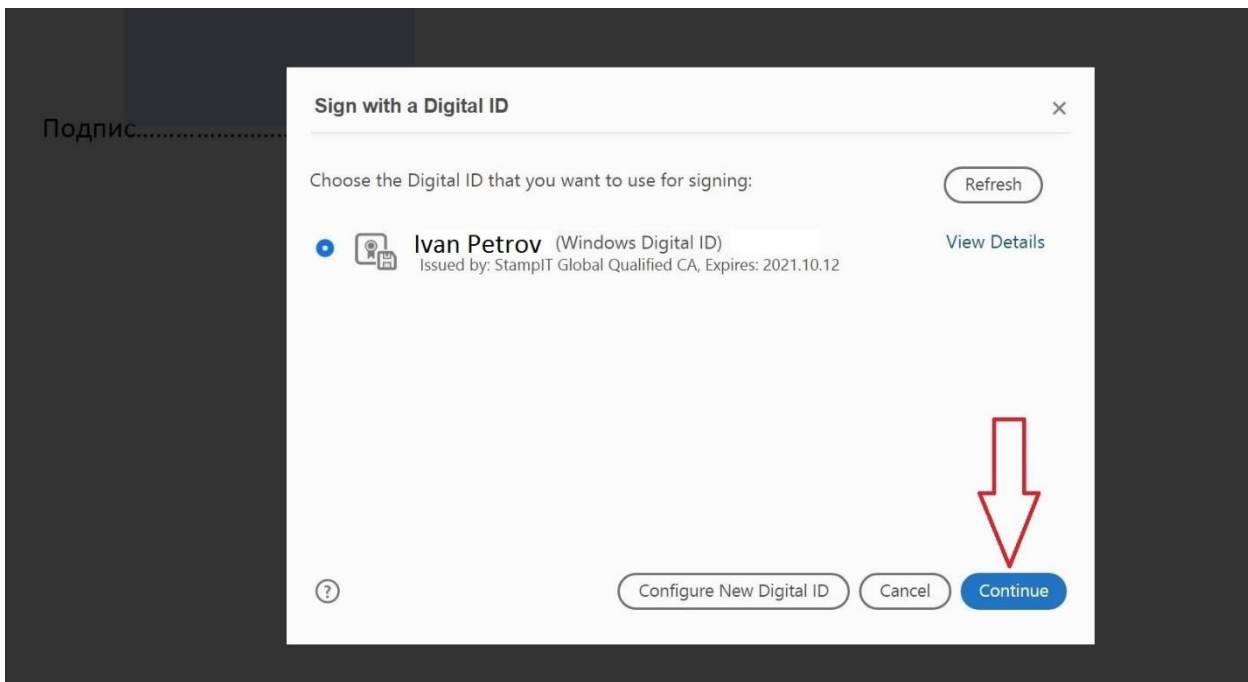 Sign with a Digital ID
Подпис......................
Choose the Digital ID that you want to use for signing:
Refresh
Ivan Petrov (Windows Digital ID)
View Details
Issued by: StampIT Global Qualified CA, Expires: 2021.10.12
?
Configure New Digital ID
Cancel
Continue